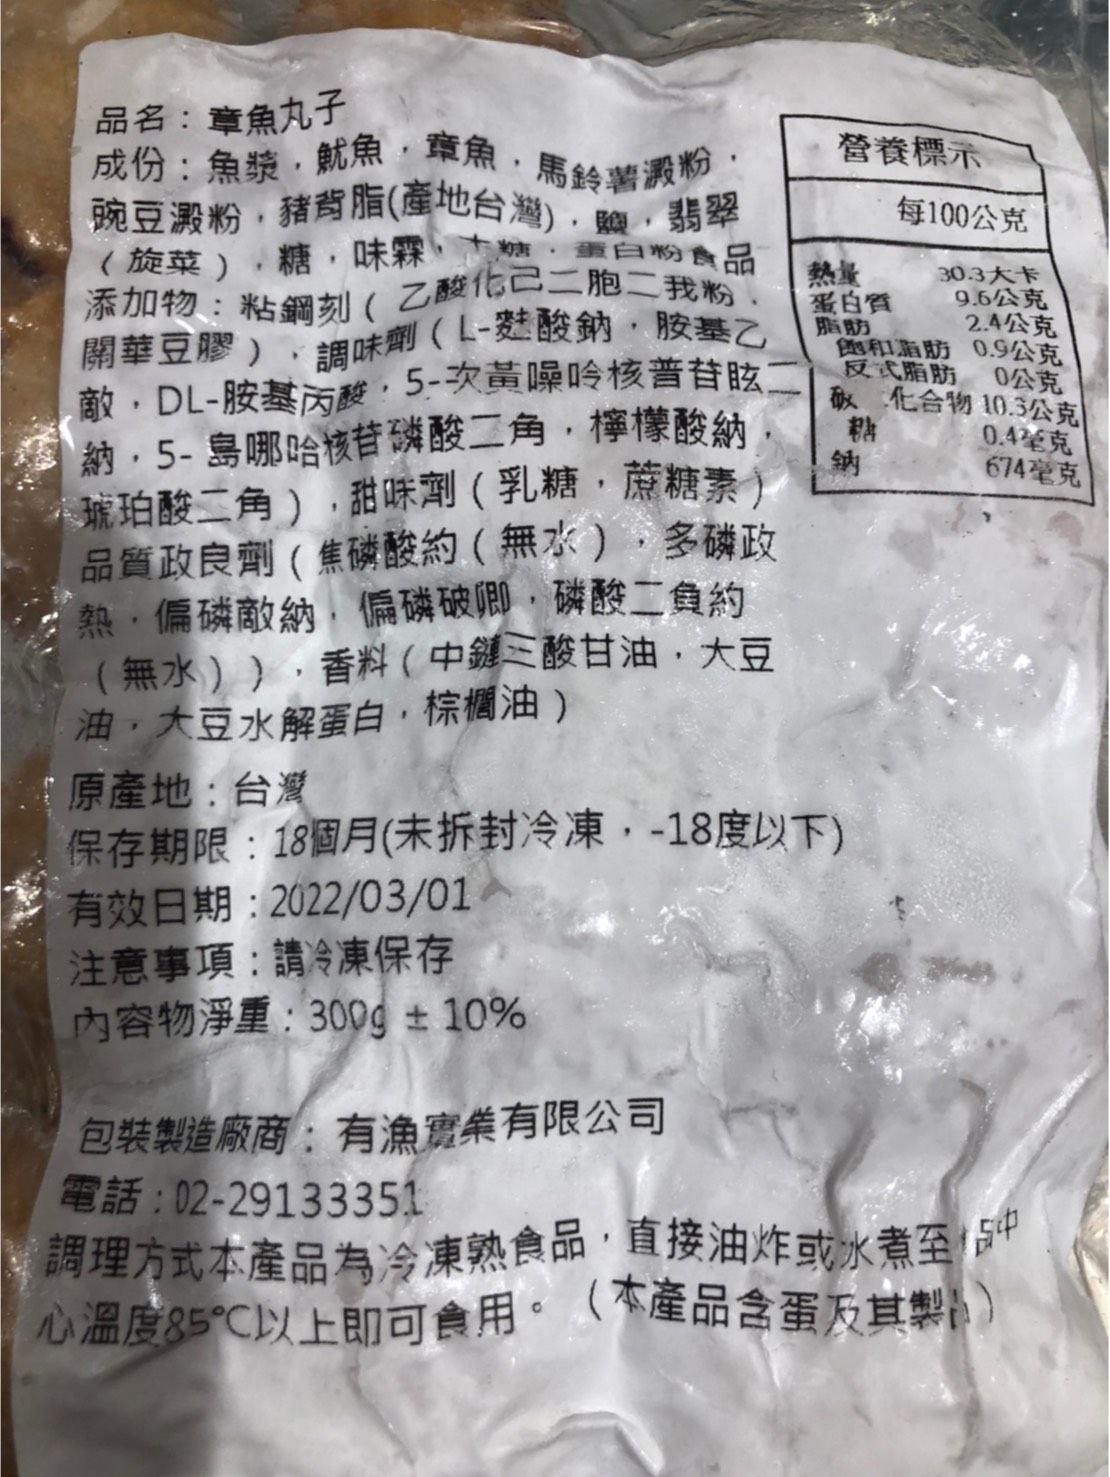 品名：章魚丸子
成份：魚漿，魷魚，章魚，馬鈴薯澱粉，
豌豆澱粉，豬背脂(產地台灣)，鹽，翡翠
（旋菜），糖，味霖，糖，蛋白粉食品
添加物：粘鋼刻（乙酸化己二胞二我粉，
關華豆膠），調味劑（L-麩酸鈉，胺基乙
敵，DL-胺基丙酸，5-次黃噪呤核普苷眩二
納，5-島哪哈核苷磷酸二角，檸檬酸納，
琥珀酸二角），甜味劑（乳糖，蔗糖素）
品質政良劑（焦磷酸約（無水），多磷政
熱，偏磷敵納，偏磷破卿，磷酸二負約
（無水）），香料（中鏈三酸甘油，大豆
油，大豆水解蛋白，棕櫚油）
原產地：台灣
保存期限：18個月(未拆封冷凍，-18度以下)
有效日期：2022/03/01
注意事項：請冷凍保存
內容物淨重：300g ± 10%
包裝製造廠商：有漁實業有限公司
電話：02-29133351
調理方式本產品為冷凍熟食品，直接油炸或水煮至 中
心溫度85℃以上即可食用。（本產品含蛋及其製品）
營養標示
每100公克
熱量 30.3大卡
蛋白質 9.6公克
脂肪 2.4公克
飽和脂肪 0.9公克
反式脂肪 0公克
碳 化合物 10.3公克
糖 0.4毫克
鈉 674毫克